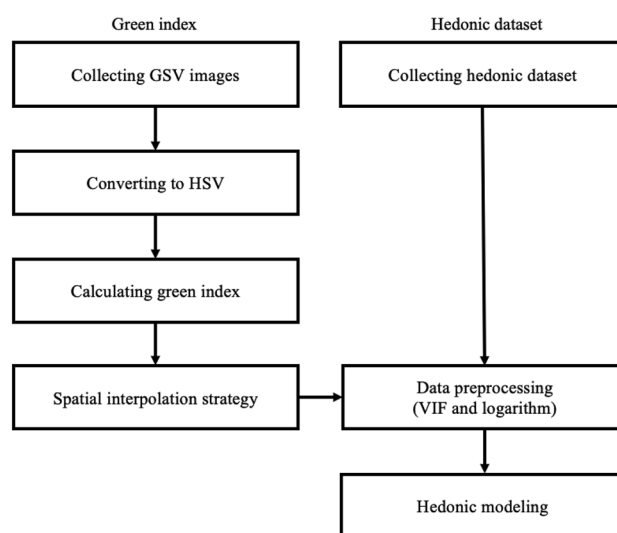 Green index
Hedonic dataset
Collecting GSV images
Collecting hedonic dataset
Converting to HSV
Calculating green index
Spatial interpolation strategy
Data preprocessing
(VIF and logarithm)
Hedonic modeling